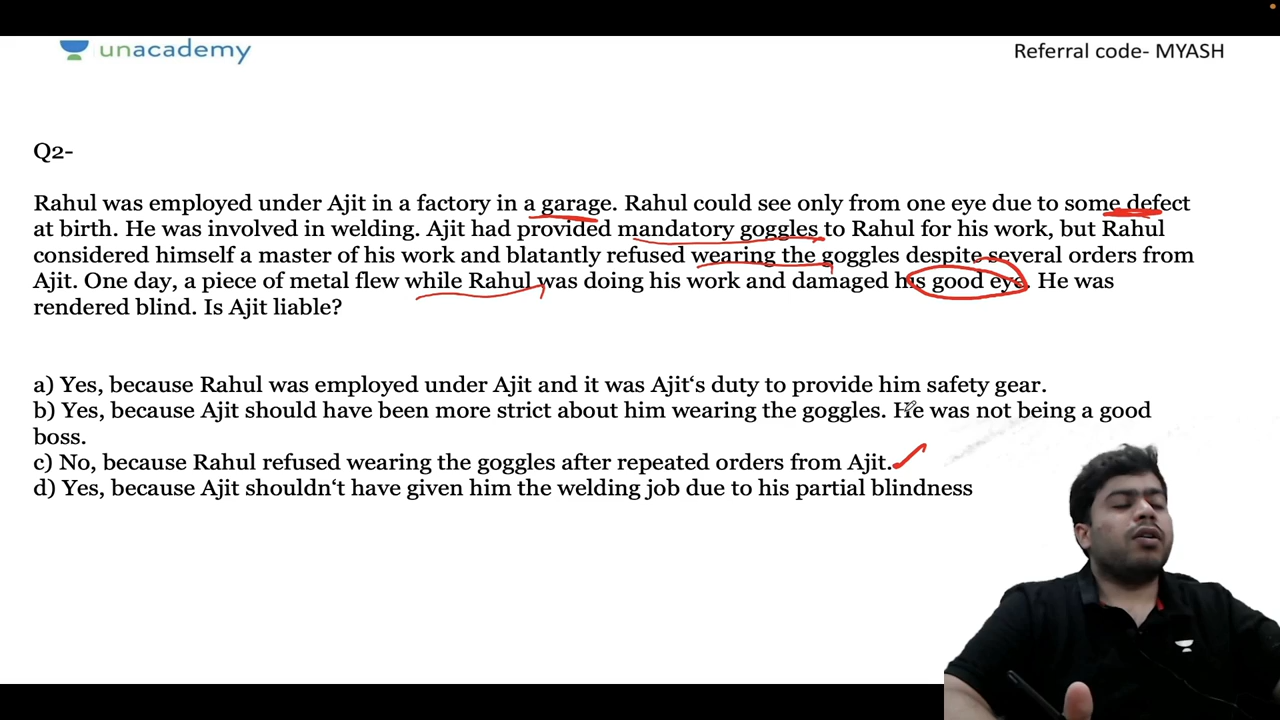 unacademy
Referral code- MYASH
Q2-
Rahul was employed under Ajit in a factory in a garage. Rahul could see only from one eye due to some defect
at birth. He was involved in welding. Ajit had provided mandatory goggles to Rahul for his work, but Rahul
considered himself a master of his work and blatantly refused wearing the goggles despite several orders from
Ajit. One day, a piece of metal flew while Rahul was doing his work and damaged his good eye. He was
rendered blind. Is Ajit liable?
a) Yes, because Rahul was employed under Ajit and it was Ajit‘s duty to provide him safety gear.
b) Yes, because Ajit should have been more strict about him wearing the goggles. He was not being a good
boss.
c) No, because Rahul refused wearing the goggles after repeated orders from Ajit.
d) Yes, because Ajit shouldn‘t have given him the welding job due to his partial blindness